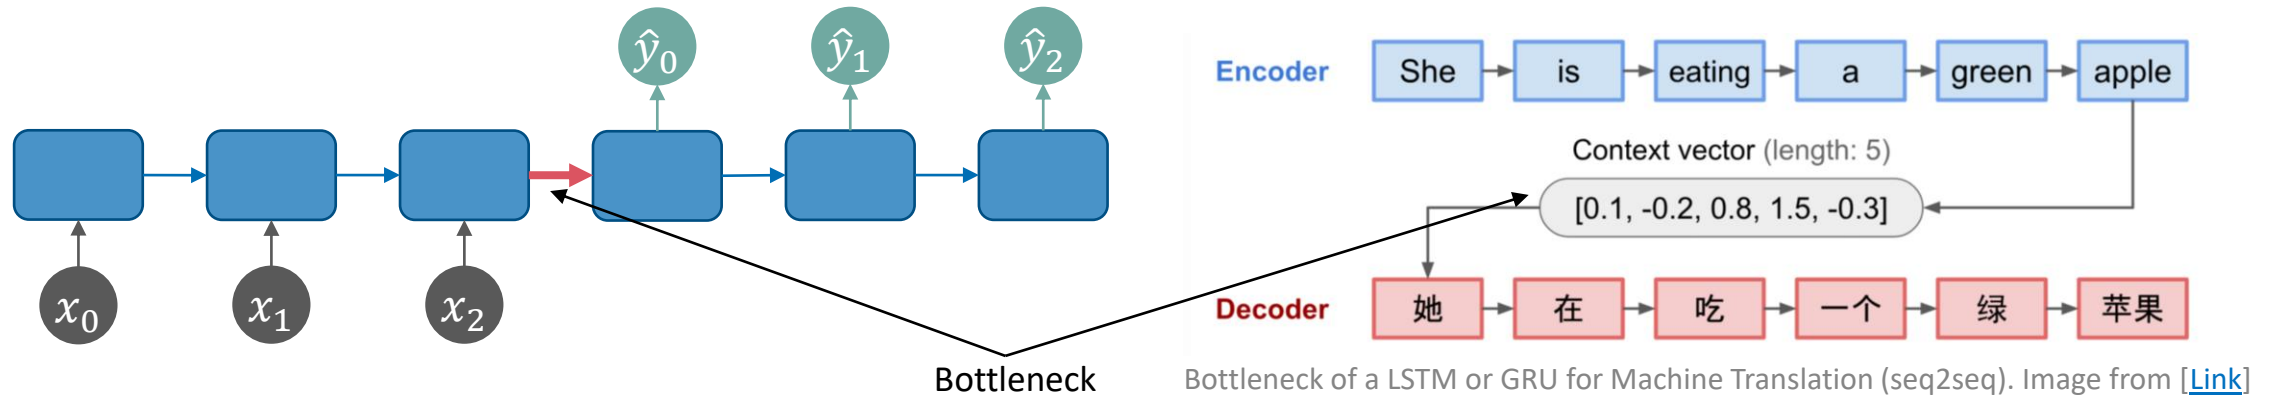 ŷ0 ŷ1 ŷ2
x0 x1 x2
Bottleneck
Encoder She is eating a green apple
Context vector (length: 5)
[0.1, -0.2, 0.8, 1.5, -0.3]
Decoder 她 在 吃 一个 绿 苹果
Bottleneck of a LSTM or GRU for Machine Translation (seq2seq). Image from [Link]